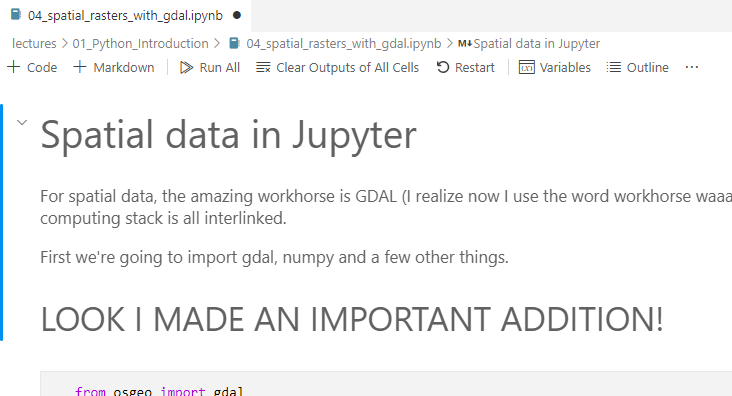 04_spatial_rasters_with_gdal.ipynb
lectures > 01_Python_Introduction > 04_spatial_rasters_with_gdal.ipynb > M↓ Spatial data in Jupyter
+ Code + Markdown Run All Clear Outputs of All Cells Restart Variables Outline ...
Spatial data in Jupyter
For spatial data, the amazing workhorse is GDAL (I realize now I use the word workhorse waaa
computing stack is all interlinked.
First we're going to import gdal, numpy and a few other things.
LOOK I MADE AN IMPORTANT ADDITION!
from osgeo import gdal